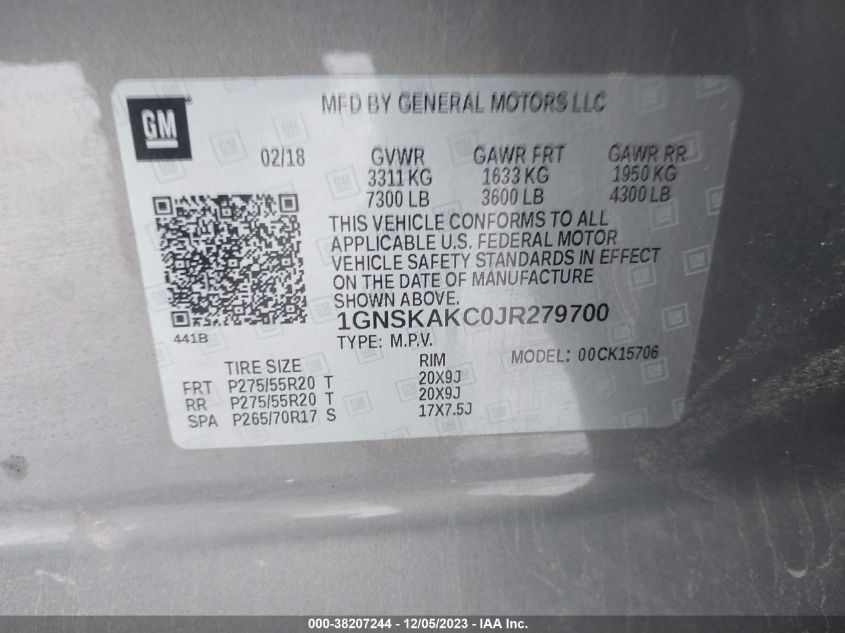 GM
MFD BY GENERAL MOTORS LLC
02/18 GVWR GAWR FRT GAWR RR
3311 KG 1633 KG 1950 KG
7300 LB 3600 LB 4300 LB
THIS VEHICLE CONFORMS TO ALL
APPLICABLE U.S. FEDERAL MOTOR
VEHICLE SAFETY STANDARDS IN EFFECT
ON THE DATE OF MANUFACTURE
SHOWN ABOVE.
1GNSKAKC0JR279700
441B
TYPE: M.P.V. MODEL: 00CK15706
TIRE SIZE RIM
FRT P275/55R20 T 20X9J
RR P275/55R20 T 20X9J
SPA P265/70R17 S 17X7.5J
000-38207244 - 12/05/2023 - IAA Inc.